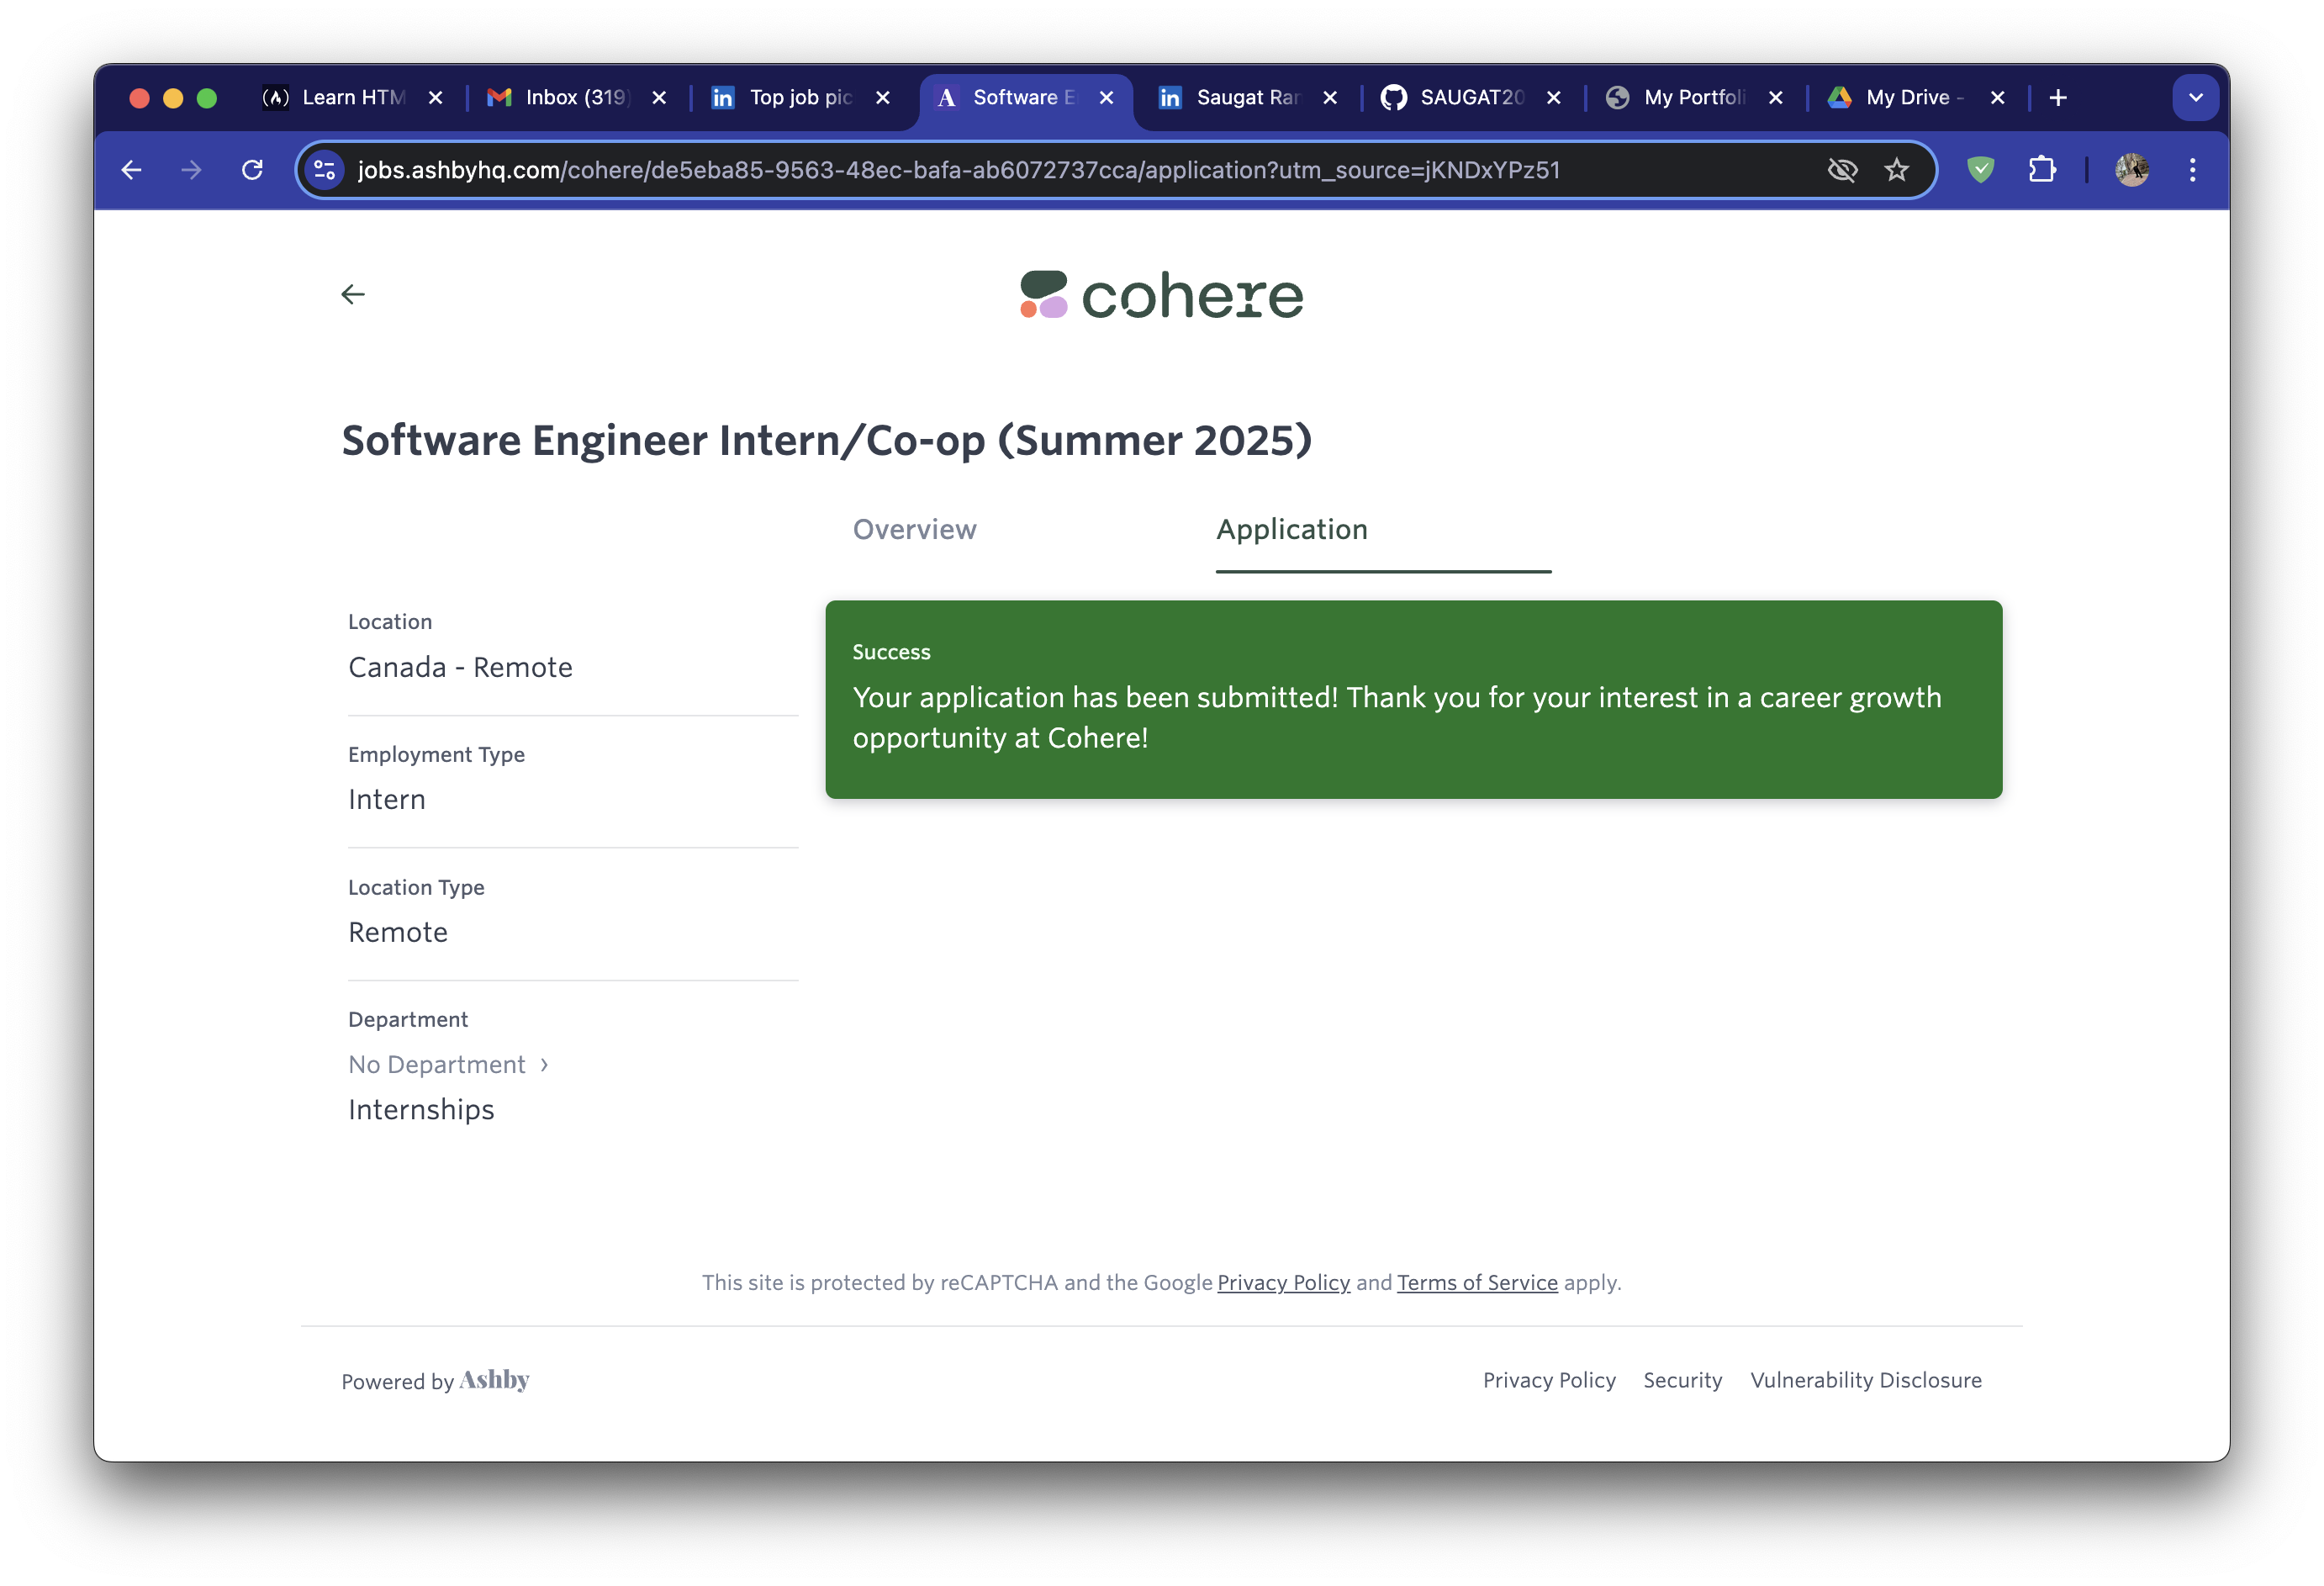 Learn HTM
Inbox (319)
in Top job pic
A Software E
in Saugat Ran
SAUGAT20
My Portfoli
My Drive -
jobs.ashbyhq.com/cohere/de5eba85-9563-48ec-bafa-ab6072737cca/application?utm_source=jKNDxYPz51
cohere
Software Engineer Intern/Co-op (Summer 2025)
Overview
Application
Location
Canada - Remote
Employment Type
Intern
Location Type
Remote
Department
No Department ›
Internships
Success
Your application has been submitted! Thank you for your interest in a career growth
opportunity at Cohere!
This site is protected by reCAPTCHA and the Google Privacy Policy and Terms of Service apply.
Powered by Ashby
Privacy Policy
Security
Vulnerability Disclosure